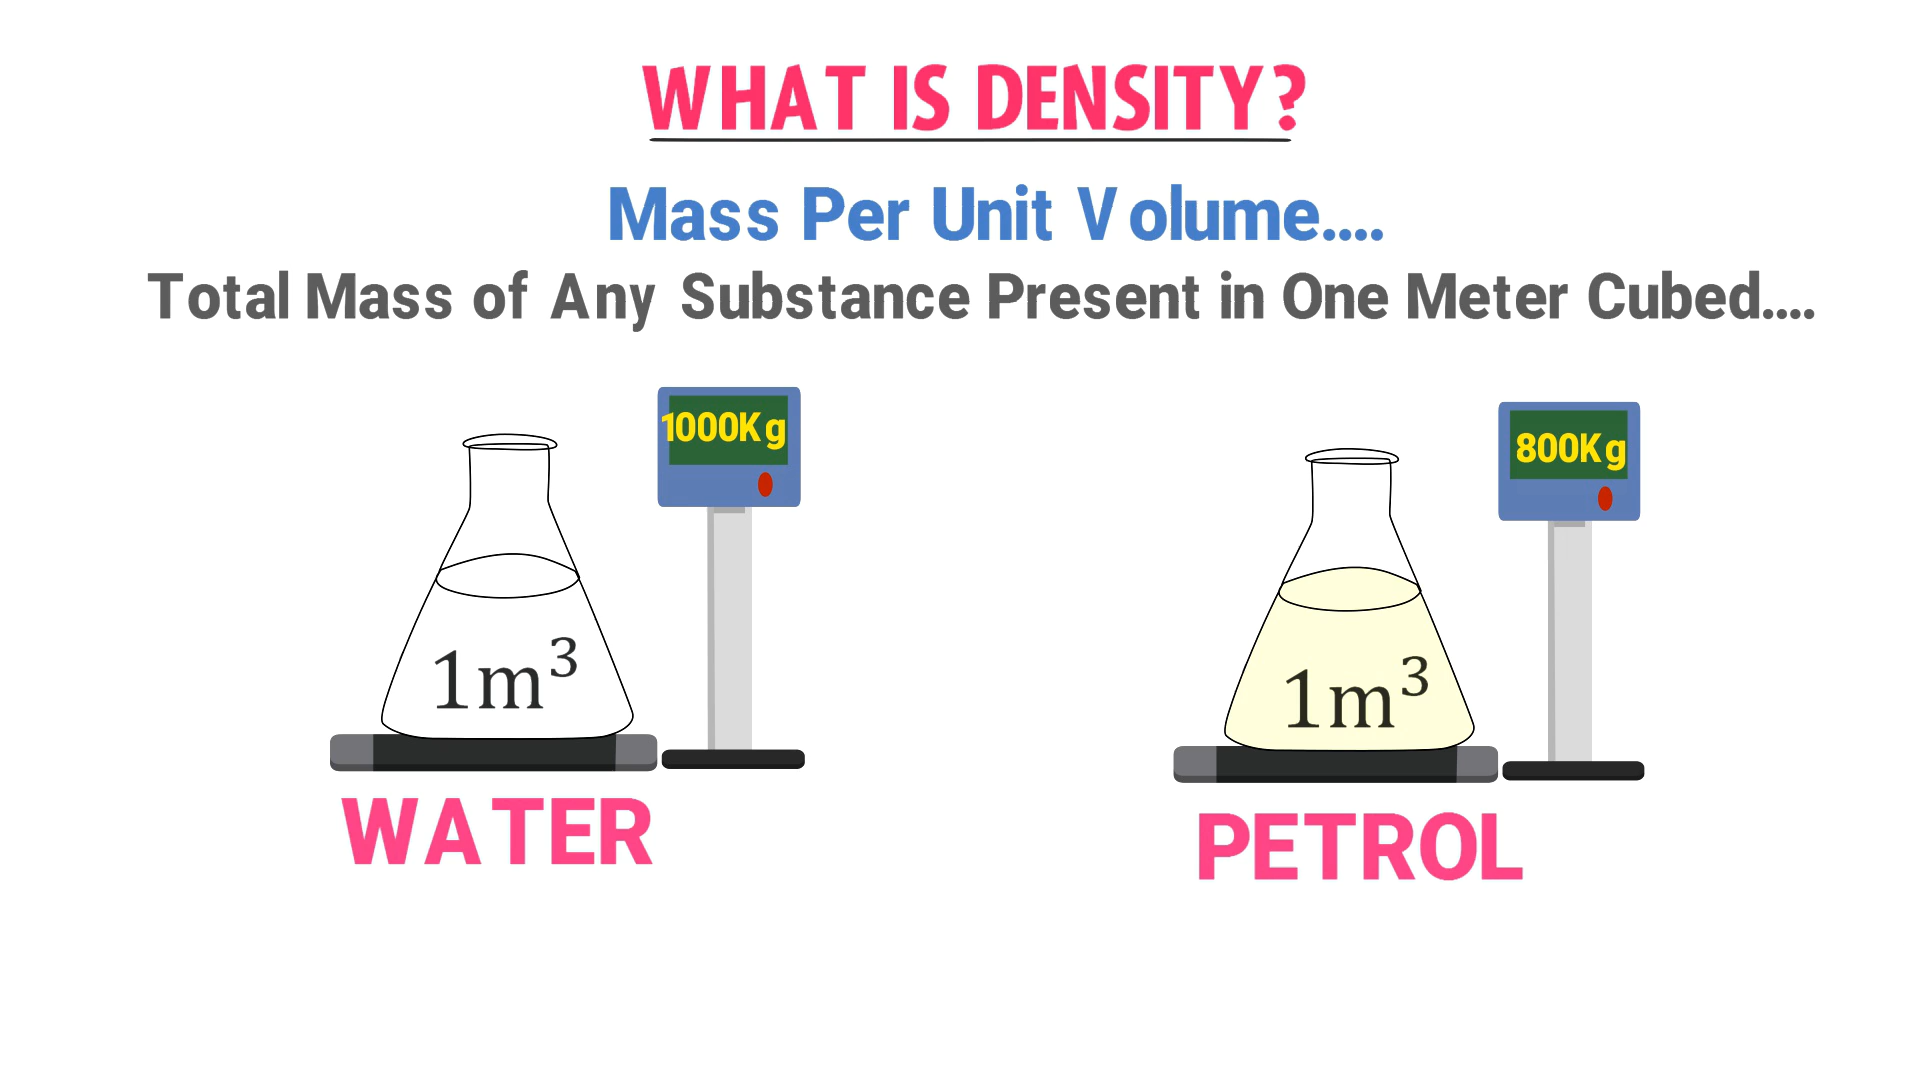 WHAT IS DENSITY?
Mass Per Unit Volume....
Total Mass of Any Substance Present in One Meter Cubed....
1000Kg
800Kg
1m³
1m³
WATER
PETROL